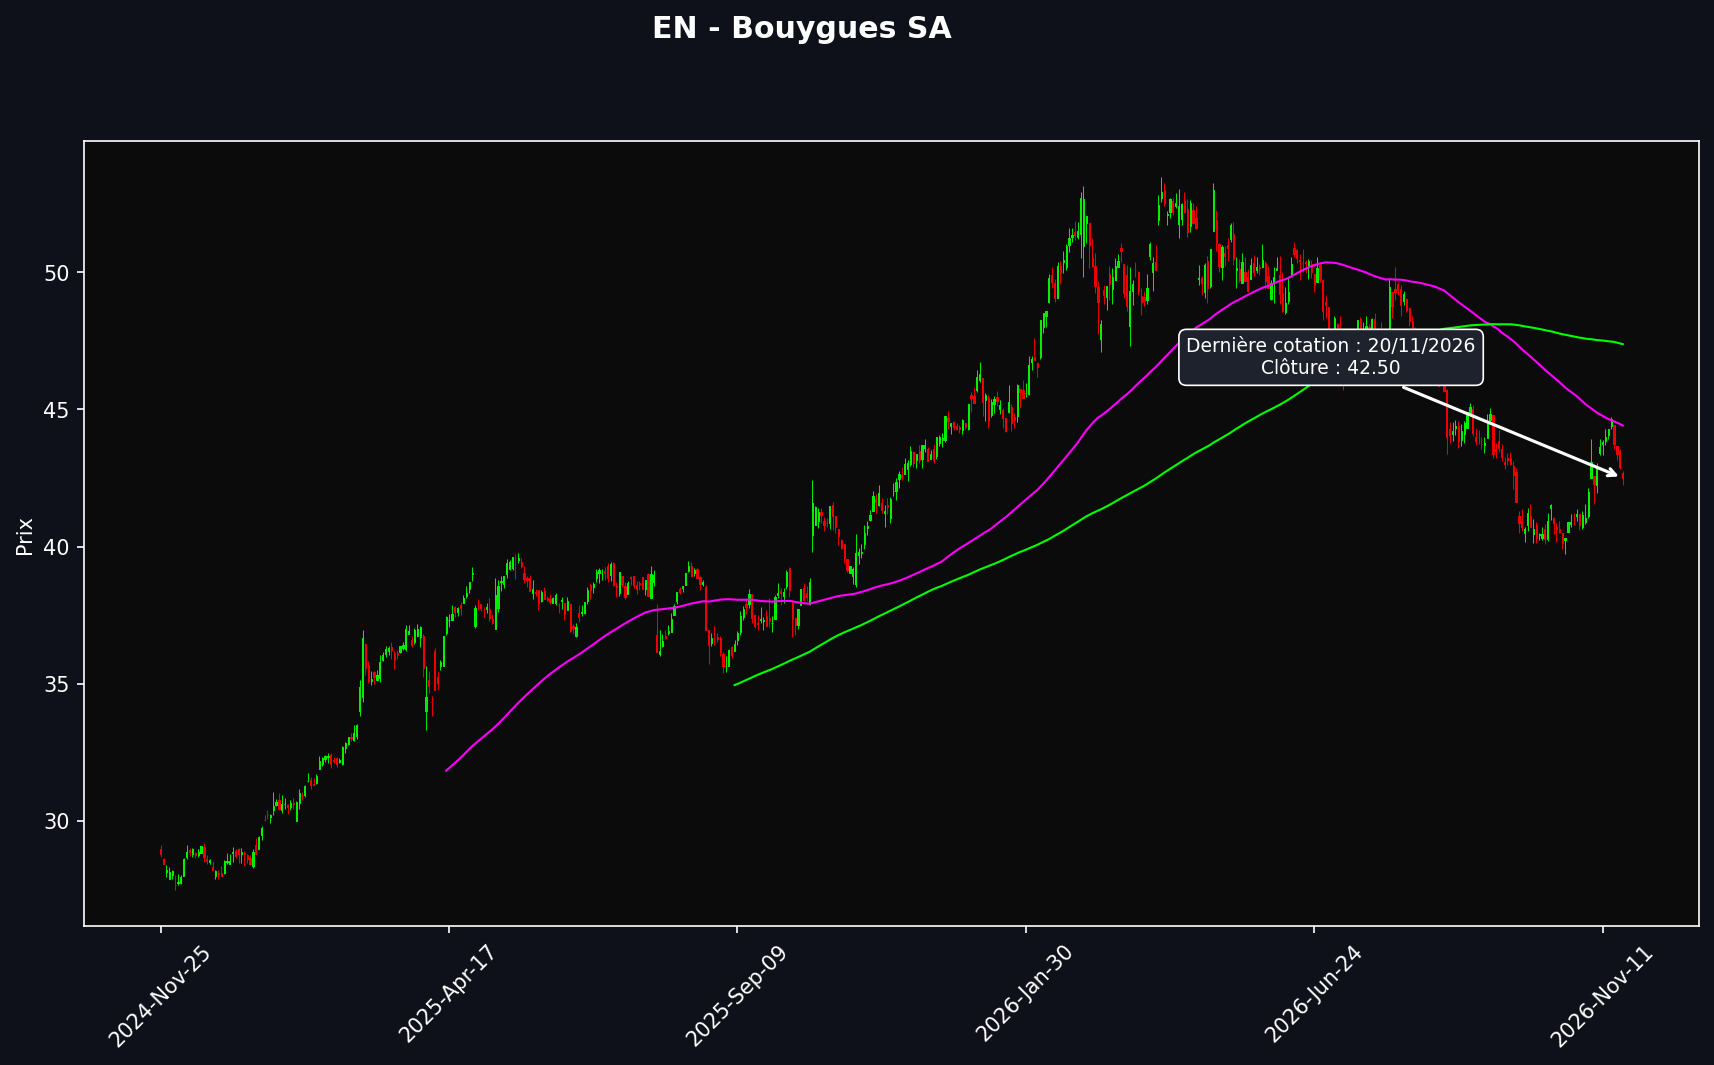 EN - Bouygues SA
Prix
50
45
40
35
30
Dernière cotation : 20/11/2026
Clôture : 42.50
2024-Nov-25
2025-Apr-17
2025-Sep-09
2026-Jan-30
2026-Jun-24
2026-Nov-11